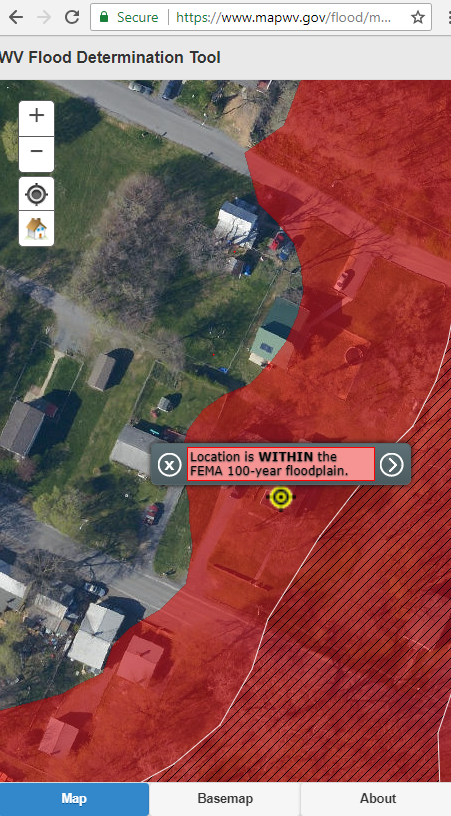 Secure
https://www.mapwv.gov/flood/m...
WV Flood Determination Tool
+
−
x
Location is WITHIN the
FEMA 100-year floodplain.
Map
Basemap
About